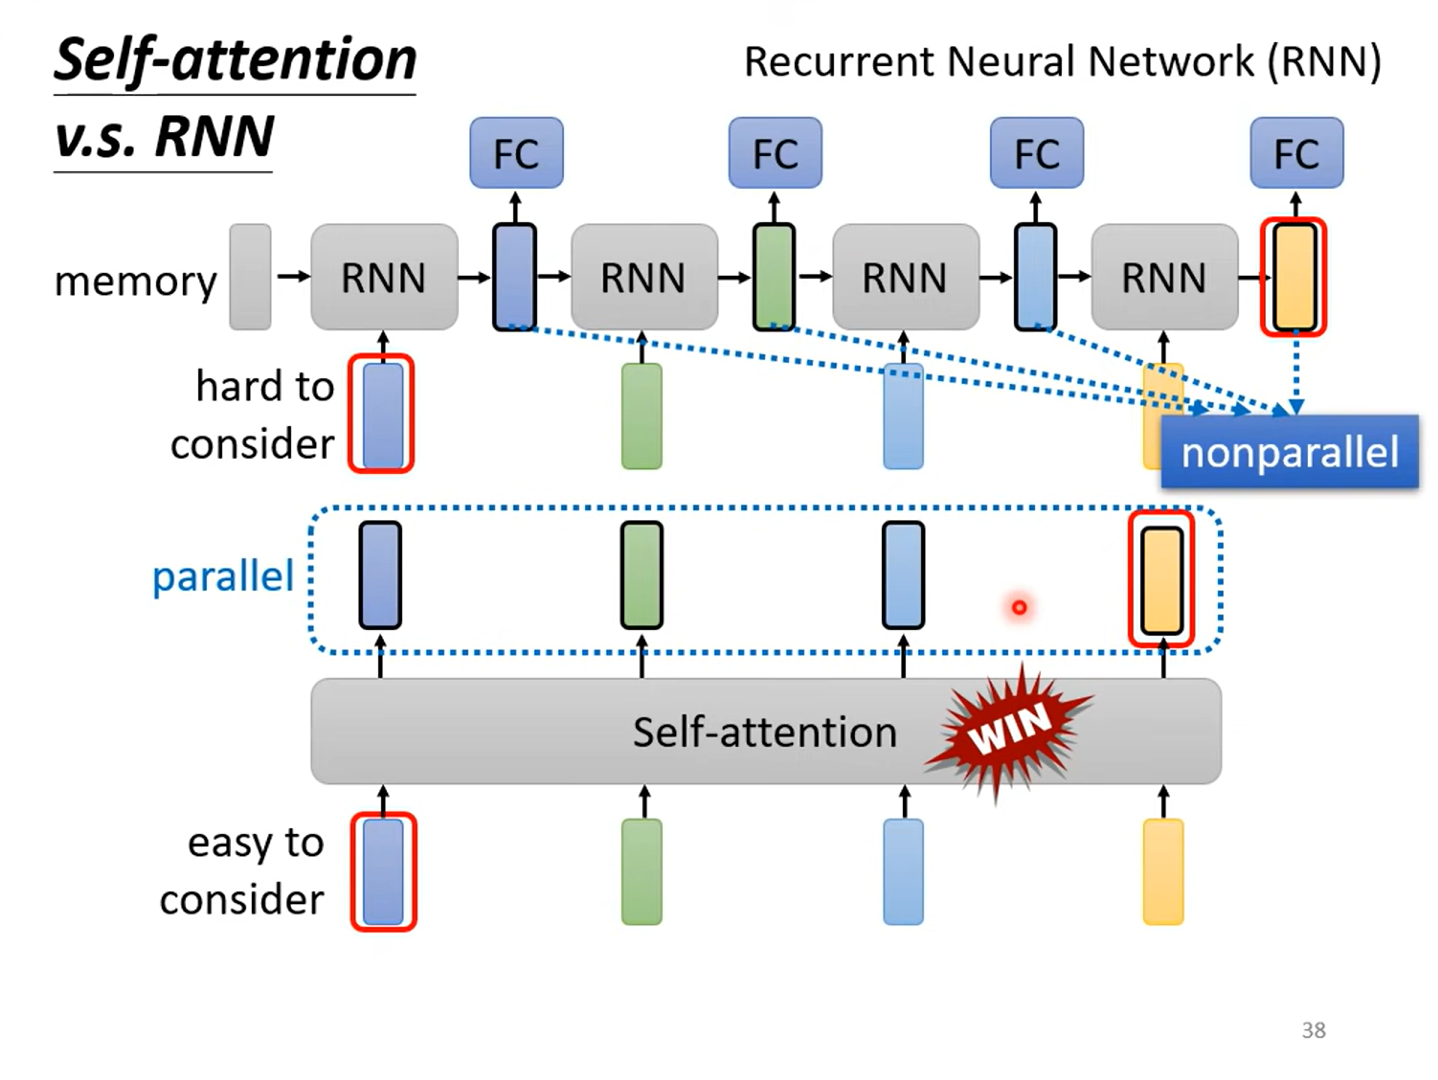 Self-attention
v.s. RNN
Recurrent Neural Network (RNN)
FC
FC
FC
FC
memory
RNN
RNN
RNN
RNN
hard to
consider
nonparallel
parallel
Self-attention
WIN
easy to
consider
38